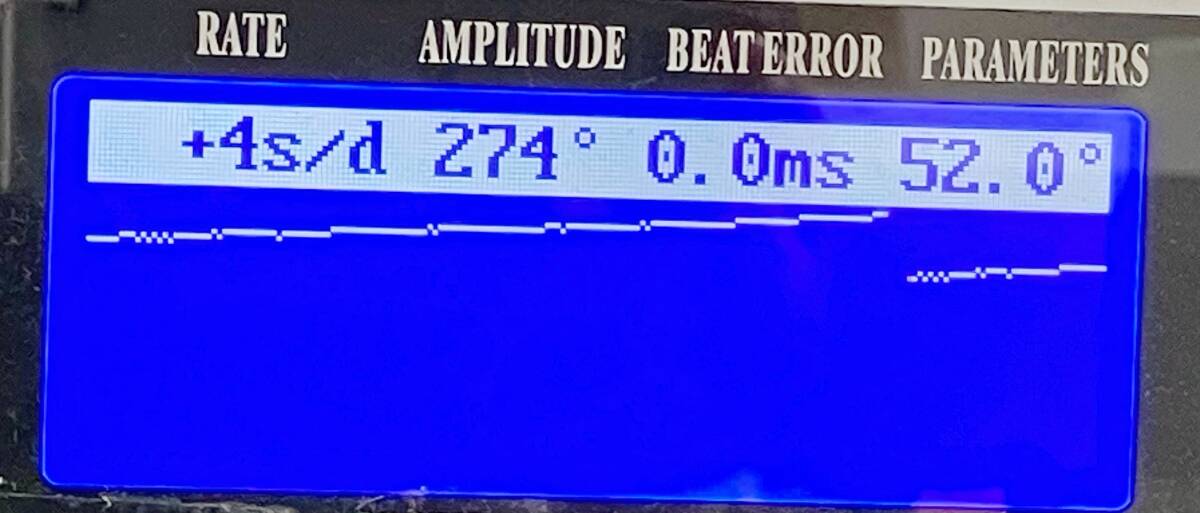 RATE AMPLITUDE BEAT ERROR PARAMETERS
+4s/d 274° 0.0ms 52.0°